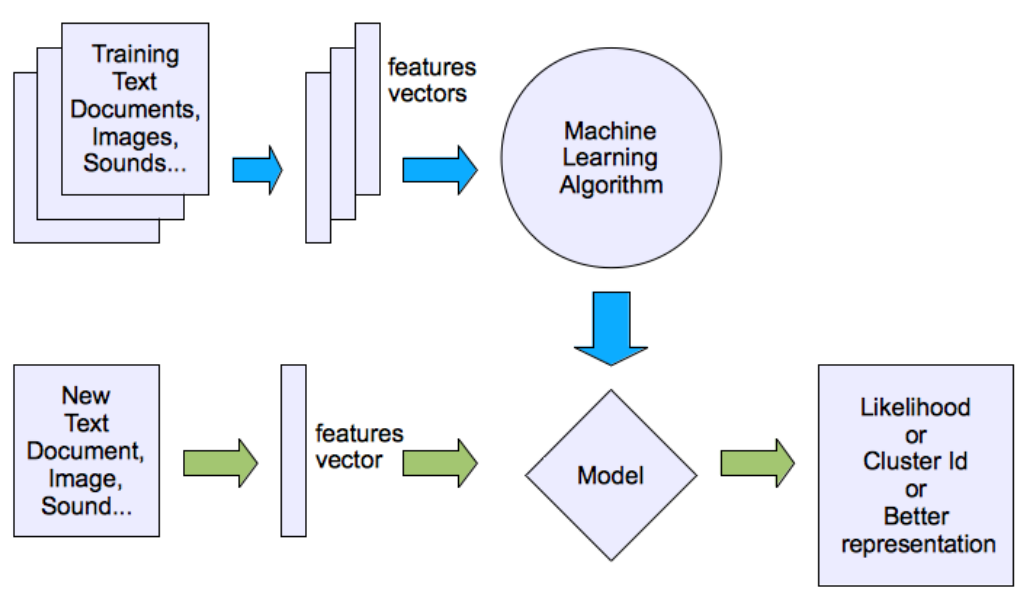 Training
Text
Documents,
Images,
Sounds...
features
vectors
Machine
Learning
Algorithm
New
Text
Document,
Image,
Sound...
features
vector
Model
Likelihood
or
Cluster Id
or
Better
representation